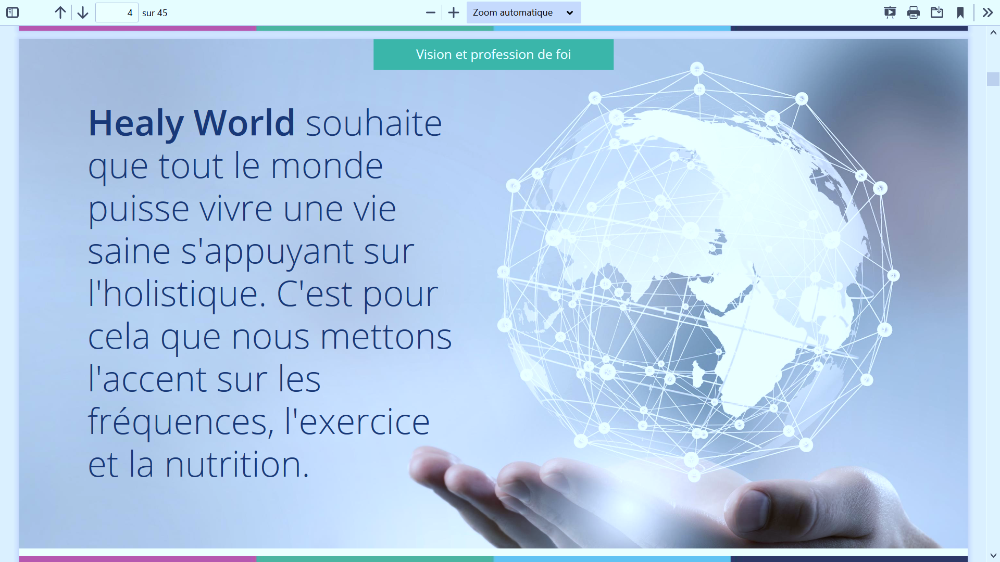 4 sur 45
Zoom automatique
Vision et profession de foi
Healy World souhaite
que tout le monde
puisse vivre une vie
saine s'appuyant sur
l'holistique. C'est pour
cela que nous mettons
l'accent sur les
fréquences, l'exercice
et la nutrition.